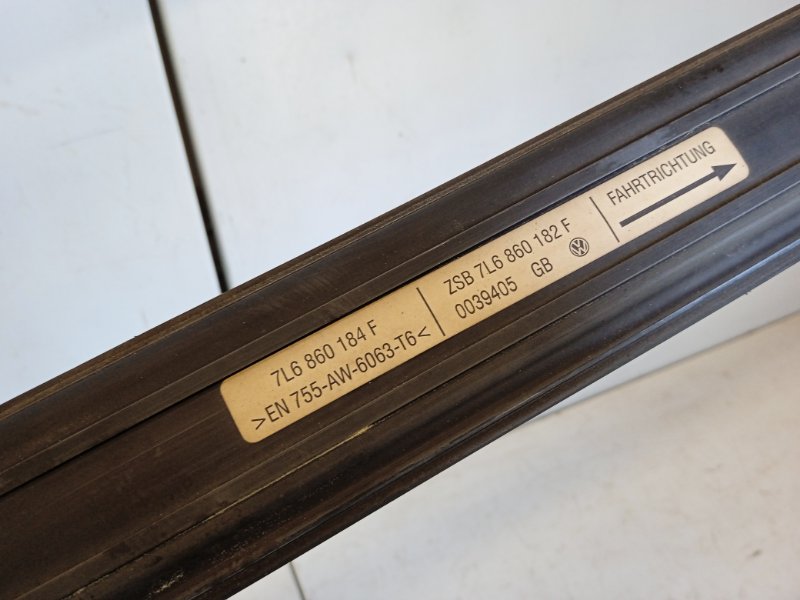 7L6 860 184 F
>EN 755-AW-6063-T6<
ZSB 7L6 860 182 F
0039405 GB
FAHRTRICHTUNG